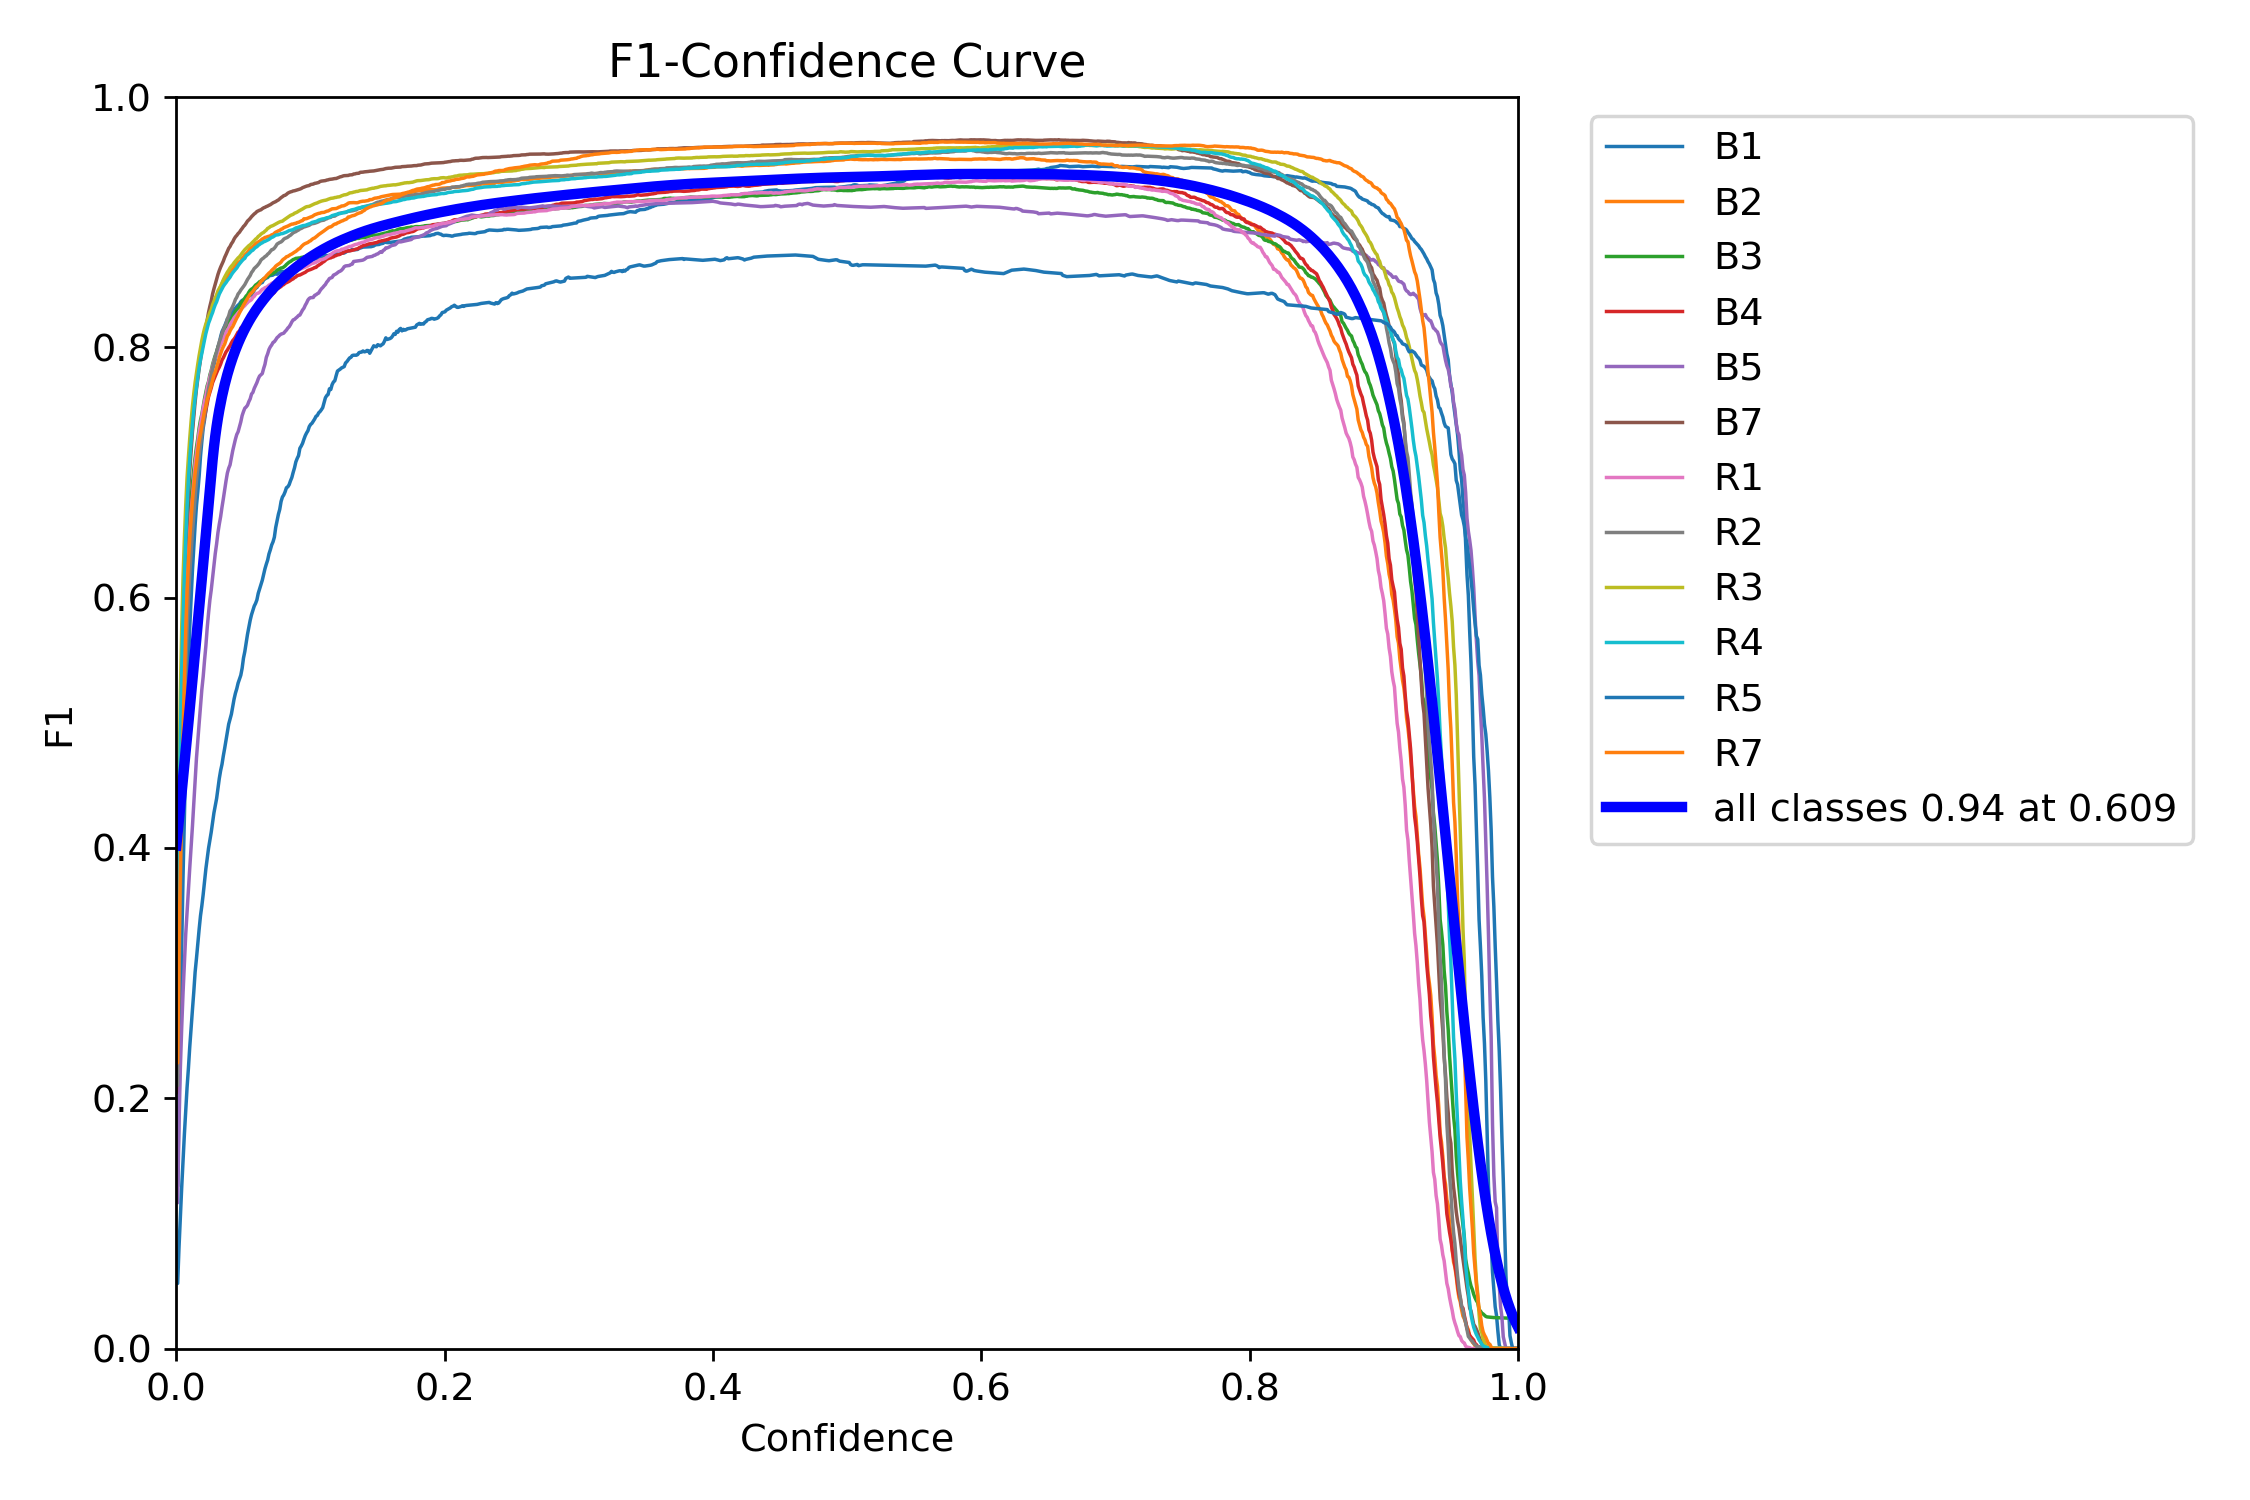 F1-Confidence Curve
1.0
0.8
0.6
0.4
0.2
0.0
F1
0.0 0.2 0.4 0.6 0.8 1.0
Confidence
B1
B2
B3
B4
B5
B7
R1
R2
R3
R4
R5
R7
all classes 0.94 at 0.609